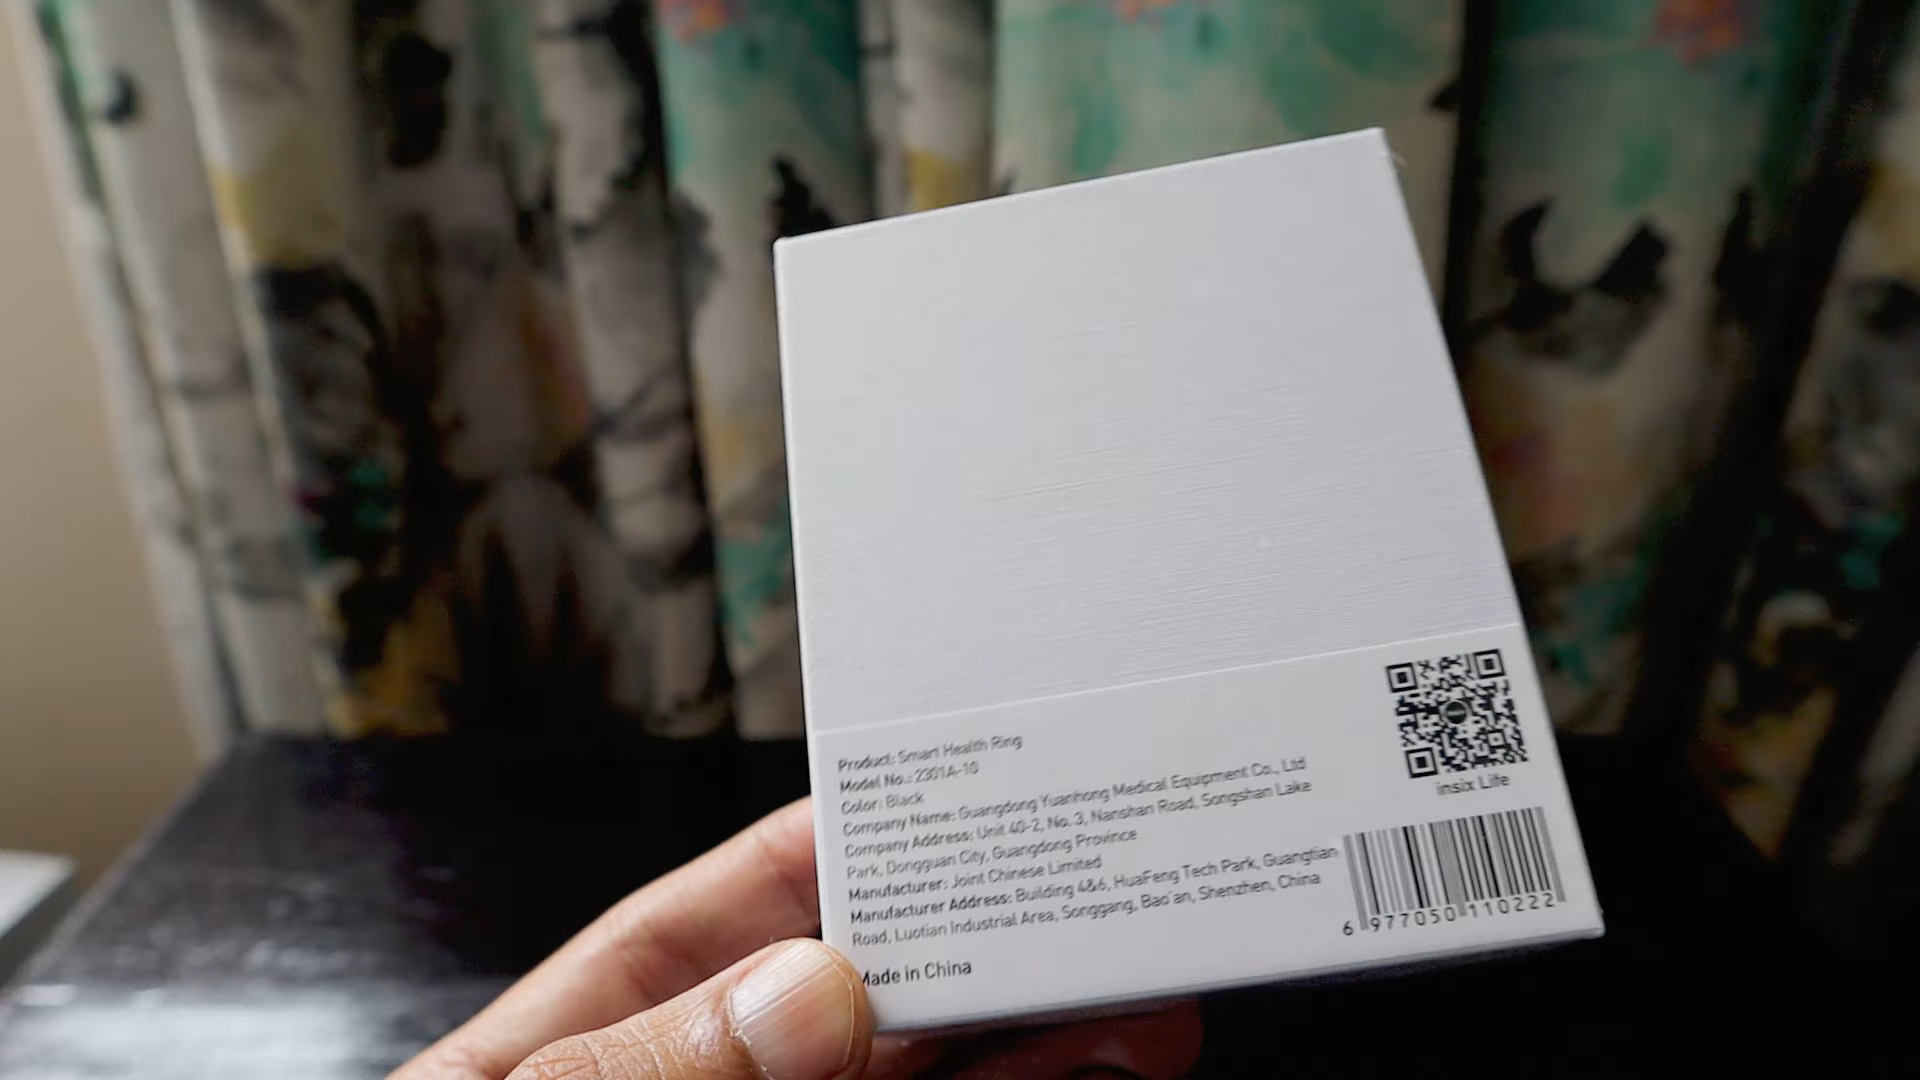 Product: Smart Health Ring
Model No.: 2301A-10
Color: Black
Company Name: Guangdong Yuanhong Medical Equipment Co., Ltd
Company Address: Unit 40-2, No. 3, Nanshan Road, Songshan Lake
Park, Dongguan City, Guangdong Province
Manufacturer: Joint Chinese Limited
Manufacturer Address: Building 4&6, HuaFeng Tech Park, Guangtian
Road, Luotian Industrial Area, Songgang, Bao'an, Shenzhen, China
Made in China
insix Life
6 977050 110222